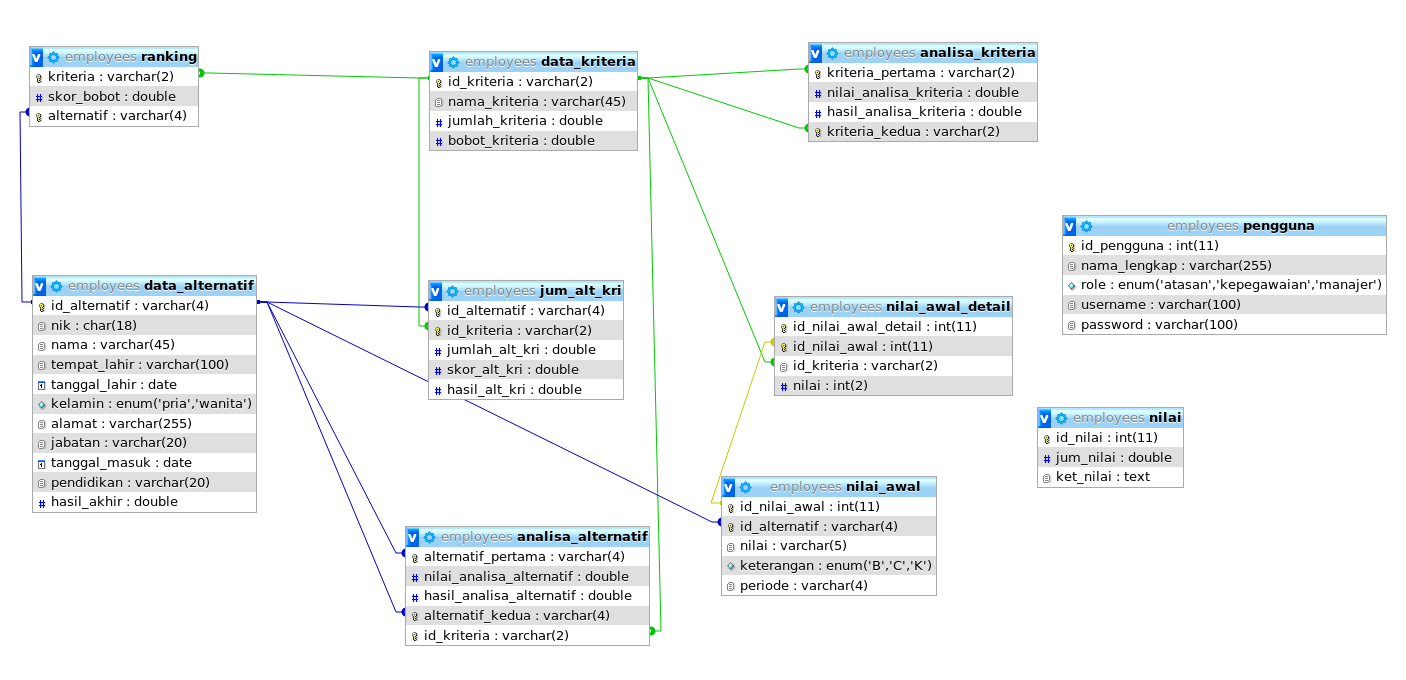 employees ranking
kriteria : varchar(2)
skor_bobot : double
alternatif : varchar(4)
employees data_kriteria
id_kriteria : varchar(2)
nama_kriteria : varchar(45)
jumlah_kriteria : double
bobot_kriteria : double
employees analisa_kriteria
kriteria_pertama : varchar(2)
nilai_analisa_kriteria : double
hasil_analisa_kriteria : double
kriteria_kedua : varchar(2)
employees pengguna
id_pengguna : int(11)
nama_lengkap : varchar(255)
role : enum('atasan','kepegawaian','manajer')
username : varchar(100)
password : varchar(100)
employees data_alternatif
id_alternatif : varchar(4)
nik : char(18)
nama : varchar(45)
tempat_lahir : varchar(100)
tanggal_lahir : date
kelamin : enum('pria','wanita')
alamat : varchar(255)
jabatan : varchar(20)
tanggal_masuk : date
pendidikan : varchar(20)
hasil_akhir : double
employees jum_alt_kri
id_alternatif : varchar(4)
id_kriteria : varchar(2)
jumlah_alt_kri : double
skor_alt_kri : double
hasil_alt_kri : double
employees nilai_awal_detail
id_nilai_awal_detail : int(11)
id_nilai_awal : int(11)
id_kriteria : varchar(2)
nilai : int(2)
employees nilai
id_nilai : int(11)
jum_nilai : double
ket_nilai : text
employees nilai_awal
id_nilai_awal : int(11)
id_alternatif : varchar(4)
nilai : varchar(5)
keterangan : enum('B','C','K')
periode : varchar(4)
employees analisa_alternatif
alternatif_pertama : varchar(4)
nilai_analisa_alternatif : double
hasil_analisa_alternatif : double
alternatif_kedua : varchar(4)
id_kriteria : varchar(2)